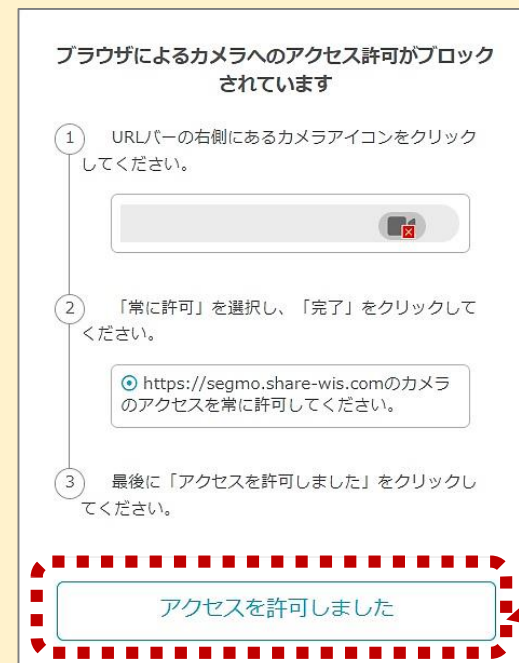 ブラウザによるカメラへのアクセス許可がブロック
されています
1 URLバーの右側にあるカメラアイコンをクリック
してください。
2 「常に許可」を選択し、「完了」をクリックして
ください。
https://segmo.share-wis.comのカメラ
のアクセスを常に許可してください。
3 最後に「アクセスを許可しました」をクリックし
てください。
アクセスを許可しました